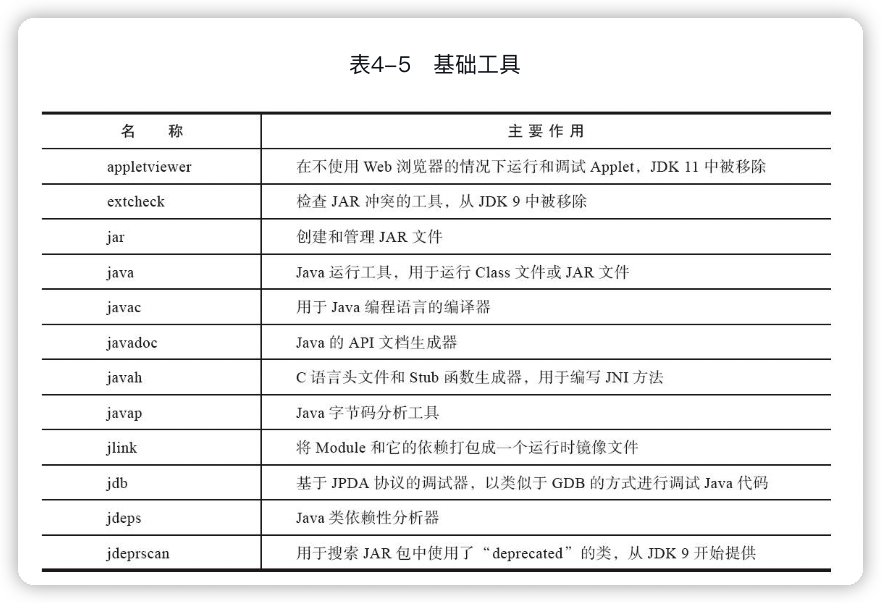 表4-5 基础工具
名 称 主要作用
appletviewer 在不使用 Web 浏览器的情况下运行和调试 Applet，JDK 11 中被移除
extcheck 检查 JAR 冲突的工具，从 JDK 9 中被移除
jar 创建和管理 JAR 文件
java Java 运行工具，用于运行 Class 文件或 JAR 文件
javac 用于 Java 编程语言的编译器
javadoc Java 的 API 文档生成器
javah C 语言头文件和 Stub 函数生成器，用于编写 JNI 方法
javap Java 字节码分析工具
jlink 将 Module 和它的依赖打包成一个运行时镜像文件
jdb 基于 JPDA 协议的调试器，以类似于 GDB 的方式进行调试 Java 代码
jdeps Java 类依赖性分析器
jdeprscan 用于搜索 JAR 包中使用了“deprecated”的类，从 JDK 9 开始提供